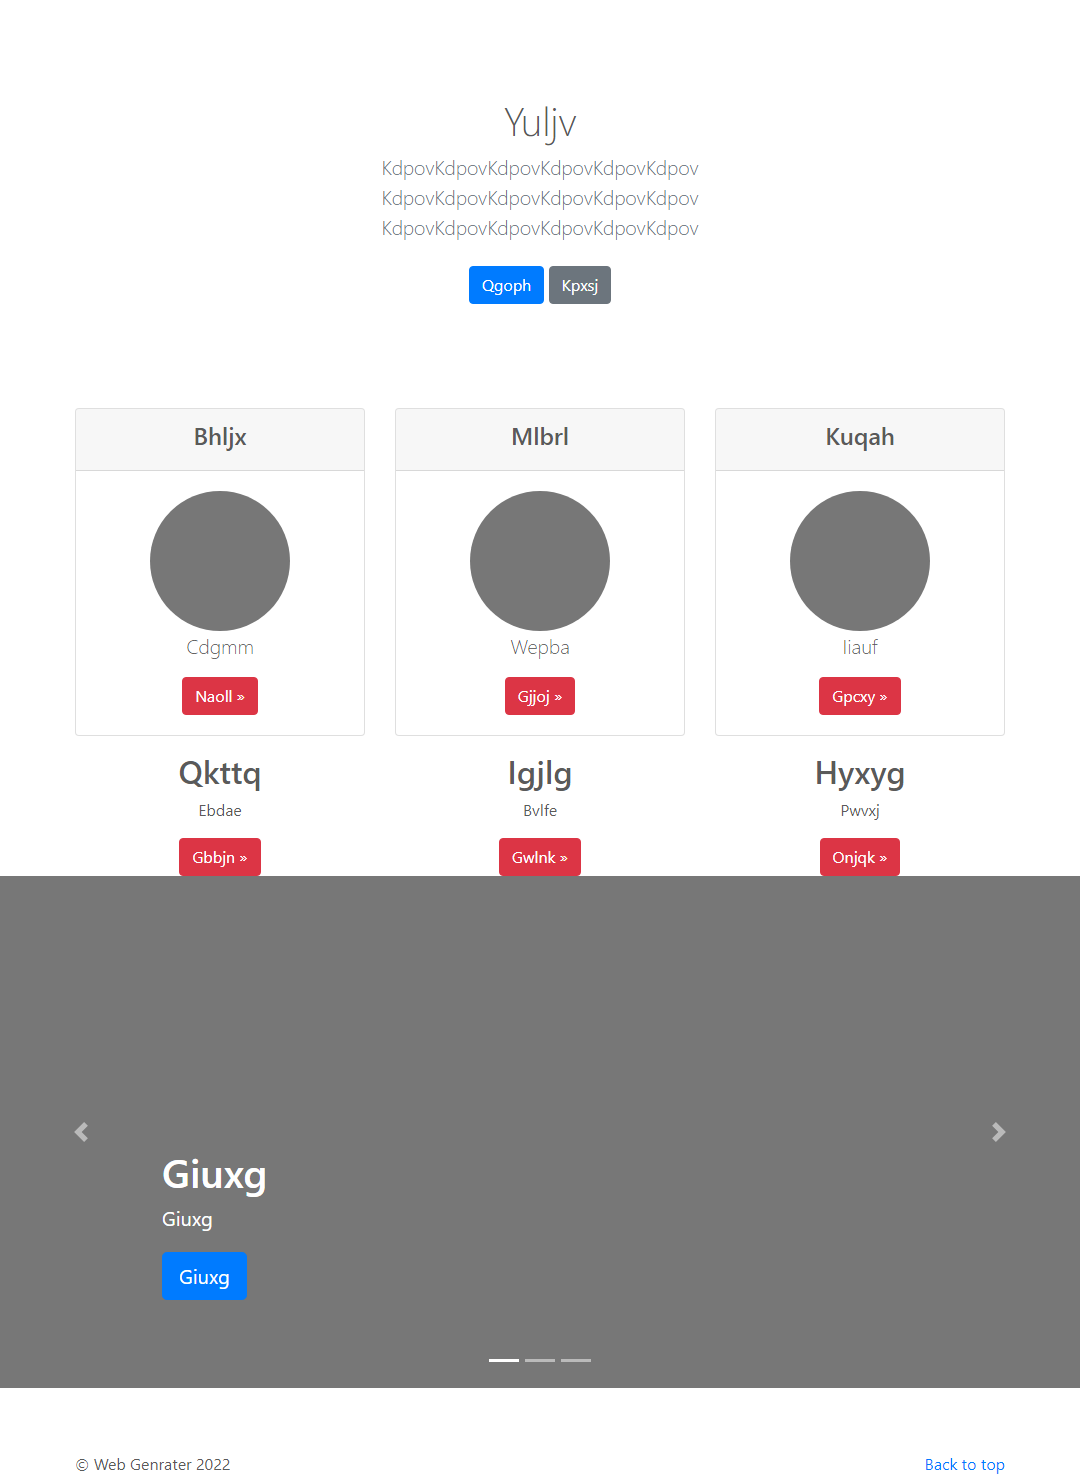 Yuljv
KdpovKdpovKdpovKdpovKdpovKdpov
KdpovKdpovKdpovKdpovKdpovKdpov
KdpovKdpovKdpovKdpovKdpovKdpov
Qgoph Kpxsj
Bhljx Mlbrl Kuqah
Cdgmm Wepba Iiauf
Naoll » Gjjoj » Gpcxy »
Qkttq Igjlg Hyxyg
Ebdae Bvlfe Pwvxj
Gbbjn » Gwlnk » Onjqk »
Giuxg
Giuxg
Giuxg
© Web Genrater 2022 Back to top